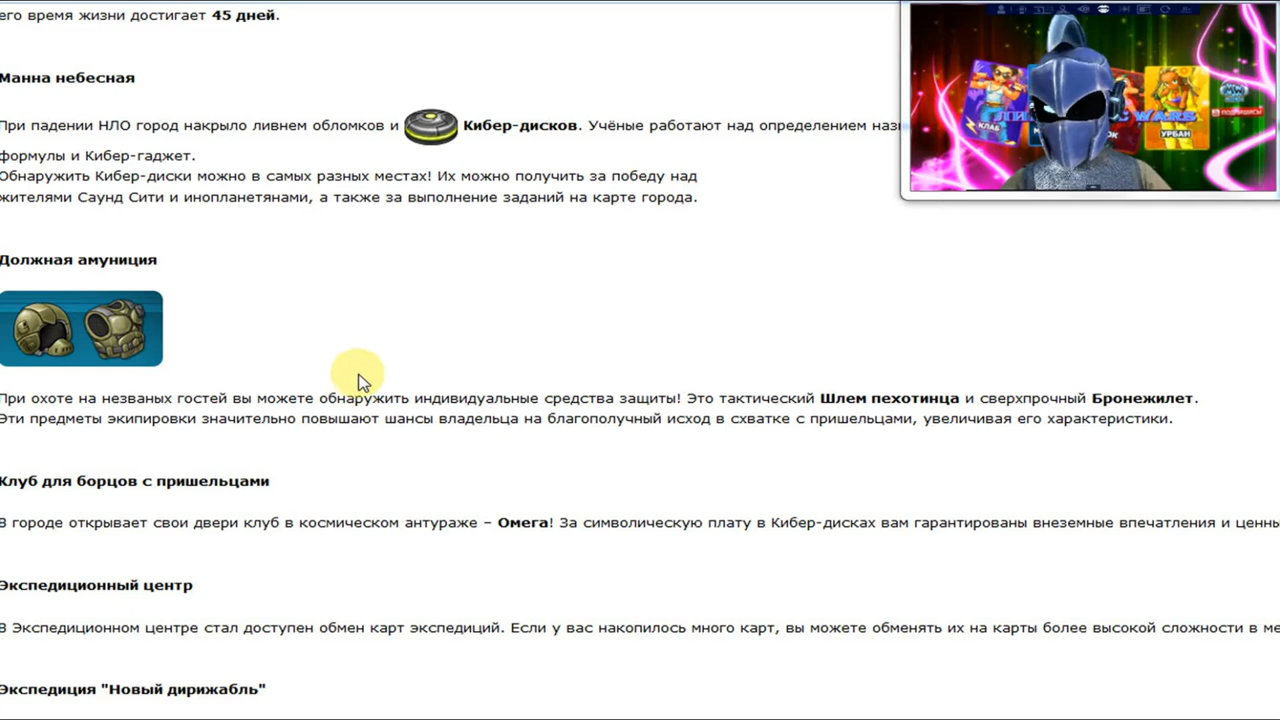 его время жизни достигает 45 дней.
Манна небесная
При падении НЛО город накрыло ливнем обломков и Кибер-дисков. Учёные работают над определением
формулы и Кибер-гаджет.
Обнаружить Кибер-диски можно в самых разных местах! Их можно получить за победу над
жителями Саунд Сити и инопланетянами, а также за выполнение заданий на карте города.
Должная амуниция
При охоте на незваных гостей вы можете обнаружить индивидуальные средства защиты! Это тактический Шлем пехотинца и сверхпрочный Бронежилет.
Эти предметы экипировки значительно повышают шансы владельца на благополучный исход в схватке с пришельцами, увеличивая его характеристики.
Клуб для борцов с пришельцами
В городе открывает свои двери клуб в космическом антураже – Омега! За символическую плату в Кибер-дисках вам гарантированы внеземные впечатления и
Экспедиционный центр
В Экспедиционном центре стал доступен обмен карт экспедиций. Если у вас накопилось много карт, вы можете обменять их на карты более высокой сложности в
Экспедиция "Новый дирижабль"
КЛАБ
WARS
УРБАН